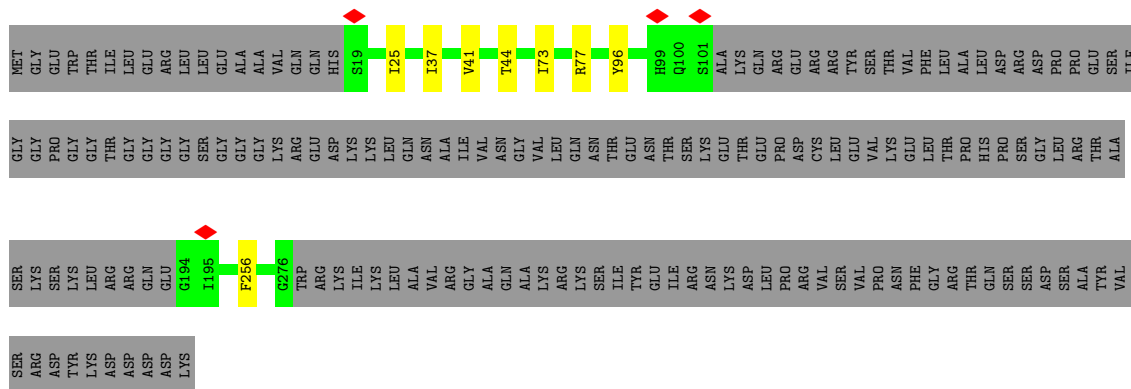 MET GLY GLU TRP THR ILE LEU GLU ARG LEU LEU GLU ALA ALA VAL GLN GLN HIS S19 I25 I37 V41 T44 I73 R77 Y96 H99 Q100 S101 ALA LYS GLN ARG GLU ARG ARG TYR SER THR VAL PHE LEU ALA LEU ASP ARG ASP PRO PRO GLU SER ILE
GLY GLY PRO GLY GLY THR GLY GLY GLY GLY SER GLY GLY GLY LYS ARG GLU ASP LYS LYS LEU GLN ASN ALA ILE VAL ASN GLY VAL LEU GLN ASN THR GLU ASN THR SER LYS GLU THR GLU PRO ASP CYS LEU GLU VAL LYS GLU LEU THR PRO HIS PRO SER GLY LEU ARG THR ALA
SER LYS SER LYS LEU ARG ARG GLN GLU G194 I195 F256 G276 TRP ARG LYS ILE LYS LEU ALA VAL ARG GLY ALA GLN ALA LYS ARG LYS SER ILE TYR GLU ILE ARG ASN LYS ASP LEU PRO ARG VAL SER VAL PRO ASN PHE GLY ARG THR GLN SER SER ASP SER ALA TYR VAL
SER ARG ASP TYR LYS ASP ASP ASP ASP LYS